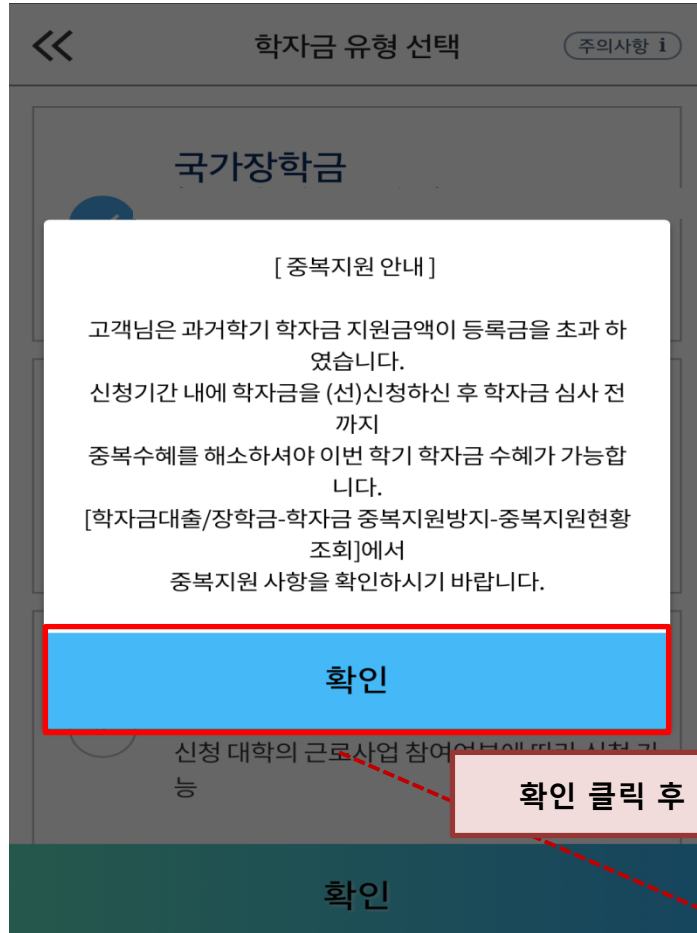 학자금 유형 선택
주의사항 i
국가장학금
[ 중복지원 안내 ]
고객님은 과거학기 학자금 지원금액이 등록금을 초과 하
였습니다.
신청기간 내에 학자금을 (선)신청하신 후 학자금 심사 전
까지
중복수혜를 해소하셔야 이번 학기 학자금 수혜가 가능합
니다.
[학자금대출/장학금-학자금 중복지원방지-중복지원현황
조회]에서
중복지원 사항을 확인하시기 바랍니다.
확인
신청 대학의 근로사업 참여여부에 따라 신청 가
능
확인 클릭 후
확인